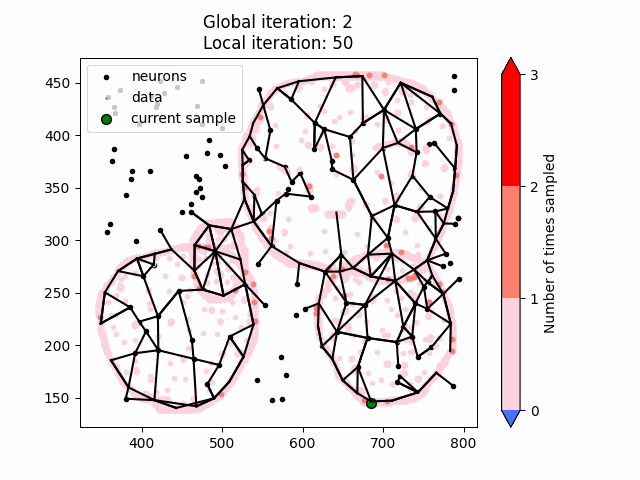 Global iteration: 2
Local iteration: 50
neurons
data
current sample
450
400
350
300
250
200
150
400
500
600
700
800
3
2
1
0
Number of times sampled